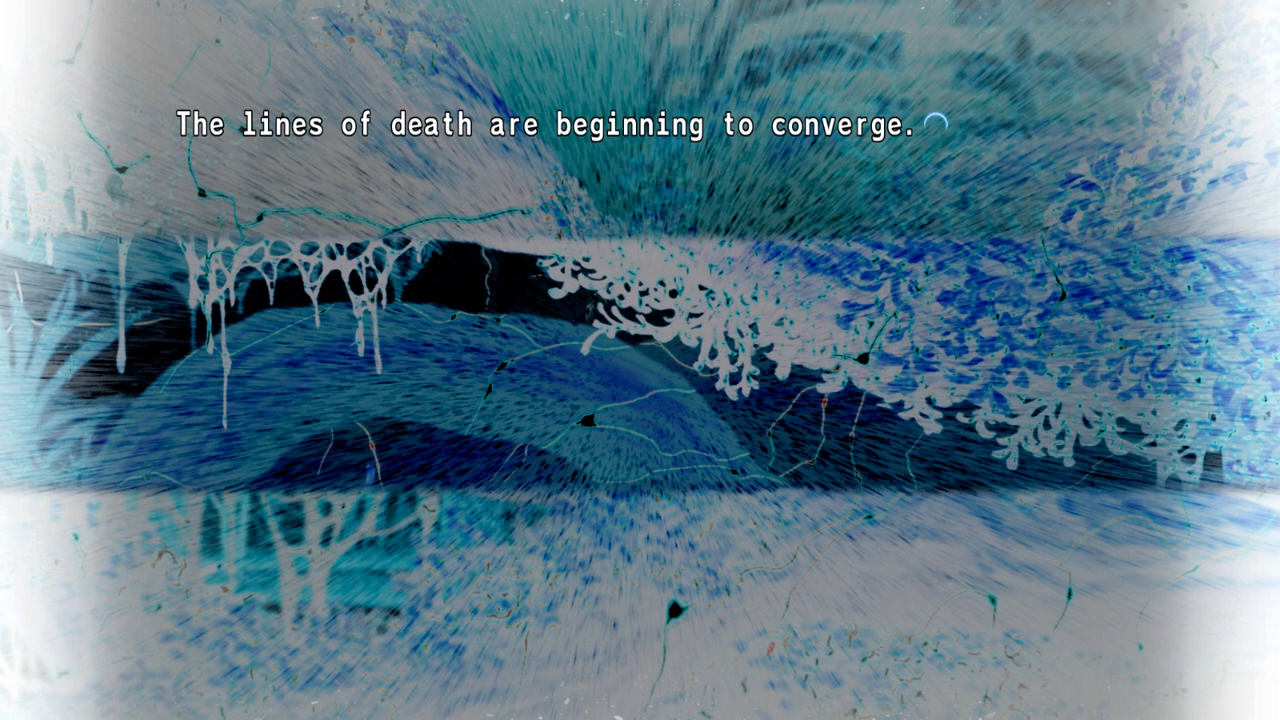 The lines of death are beginning to converge.